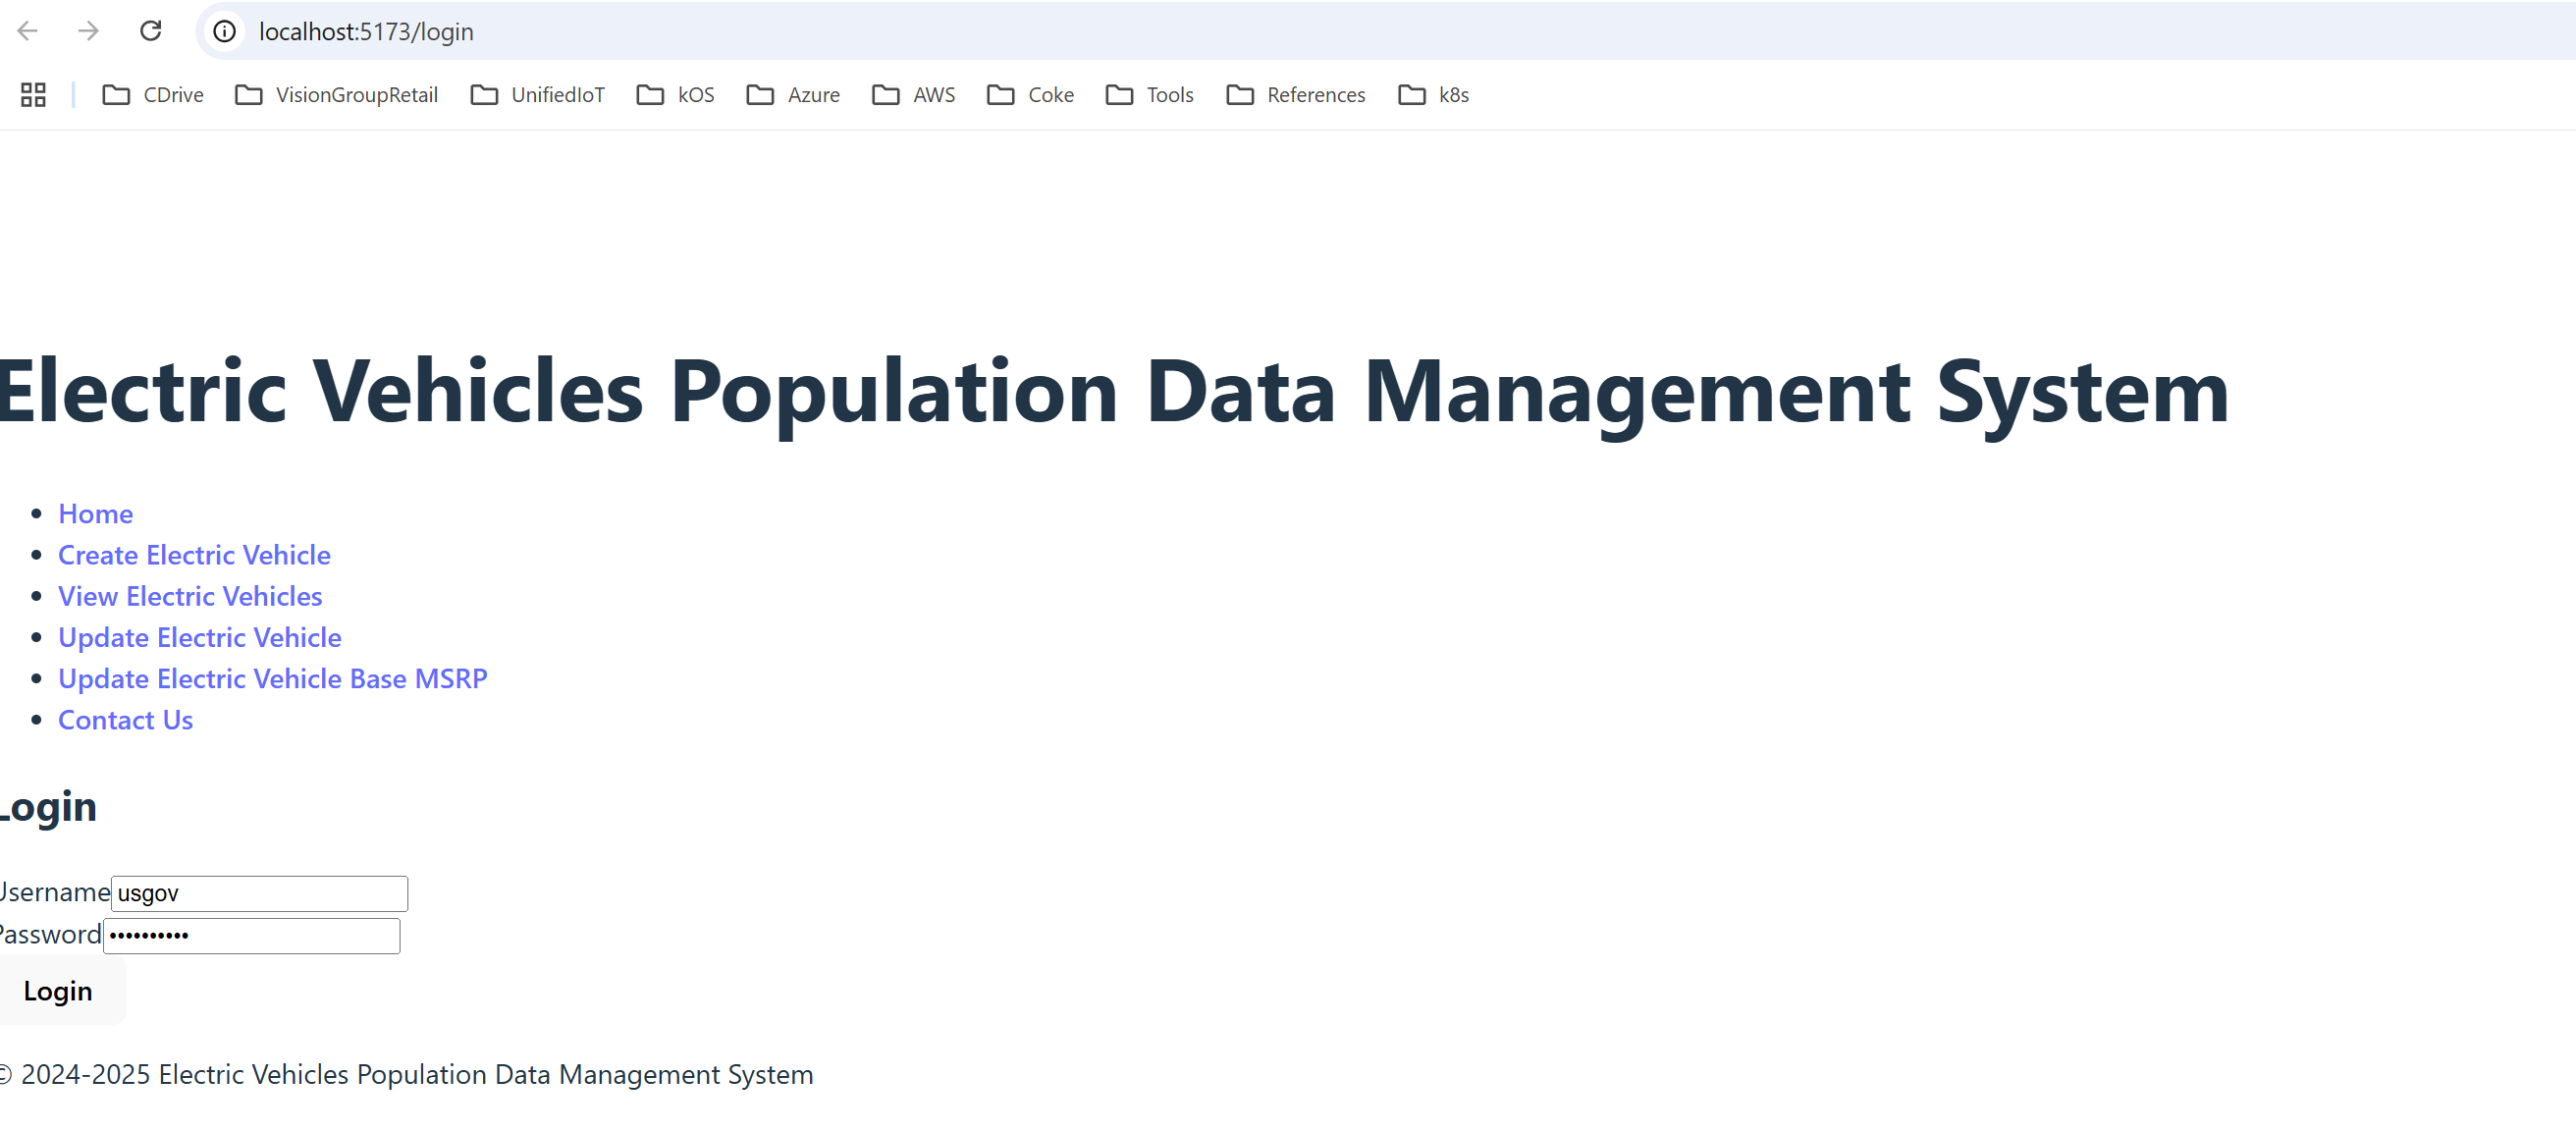 localhost:5173/login
CDrive VisionGroupRetail UnifiedIoT kOS Azure AWS Coke Tools References k8s
Electric Vehicles Population Data Management System
• Home
• Create Electric Vehicle
• View Electric Vehicles
• Update Electric Vehicle
• Update Electric Vehicle Base MSRP
• Contact Us
Login
Username usgov
Password ••••••••••
Login
© 2024-2025 Electric Vehicles Population Data Management System